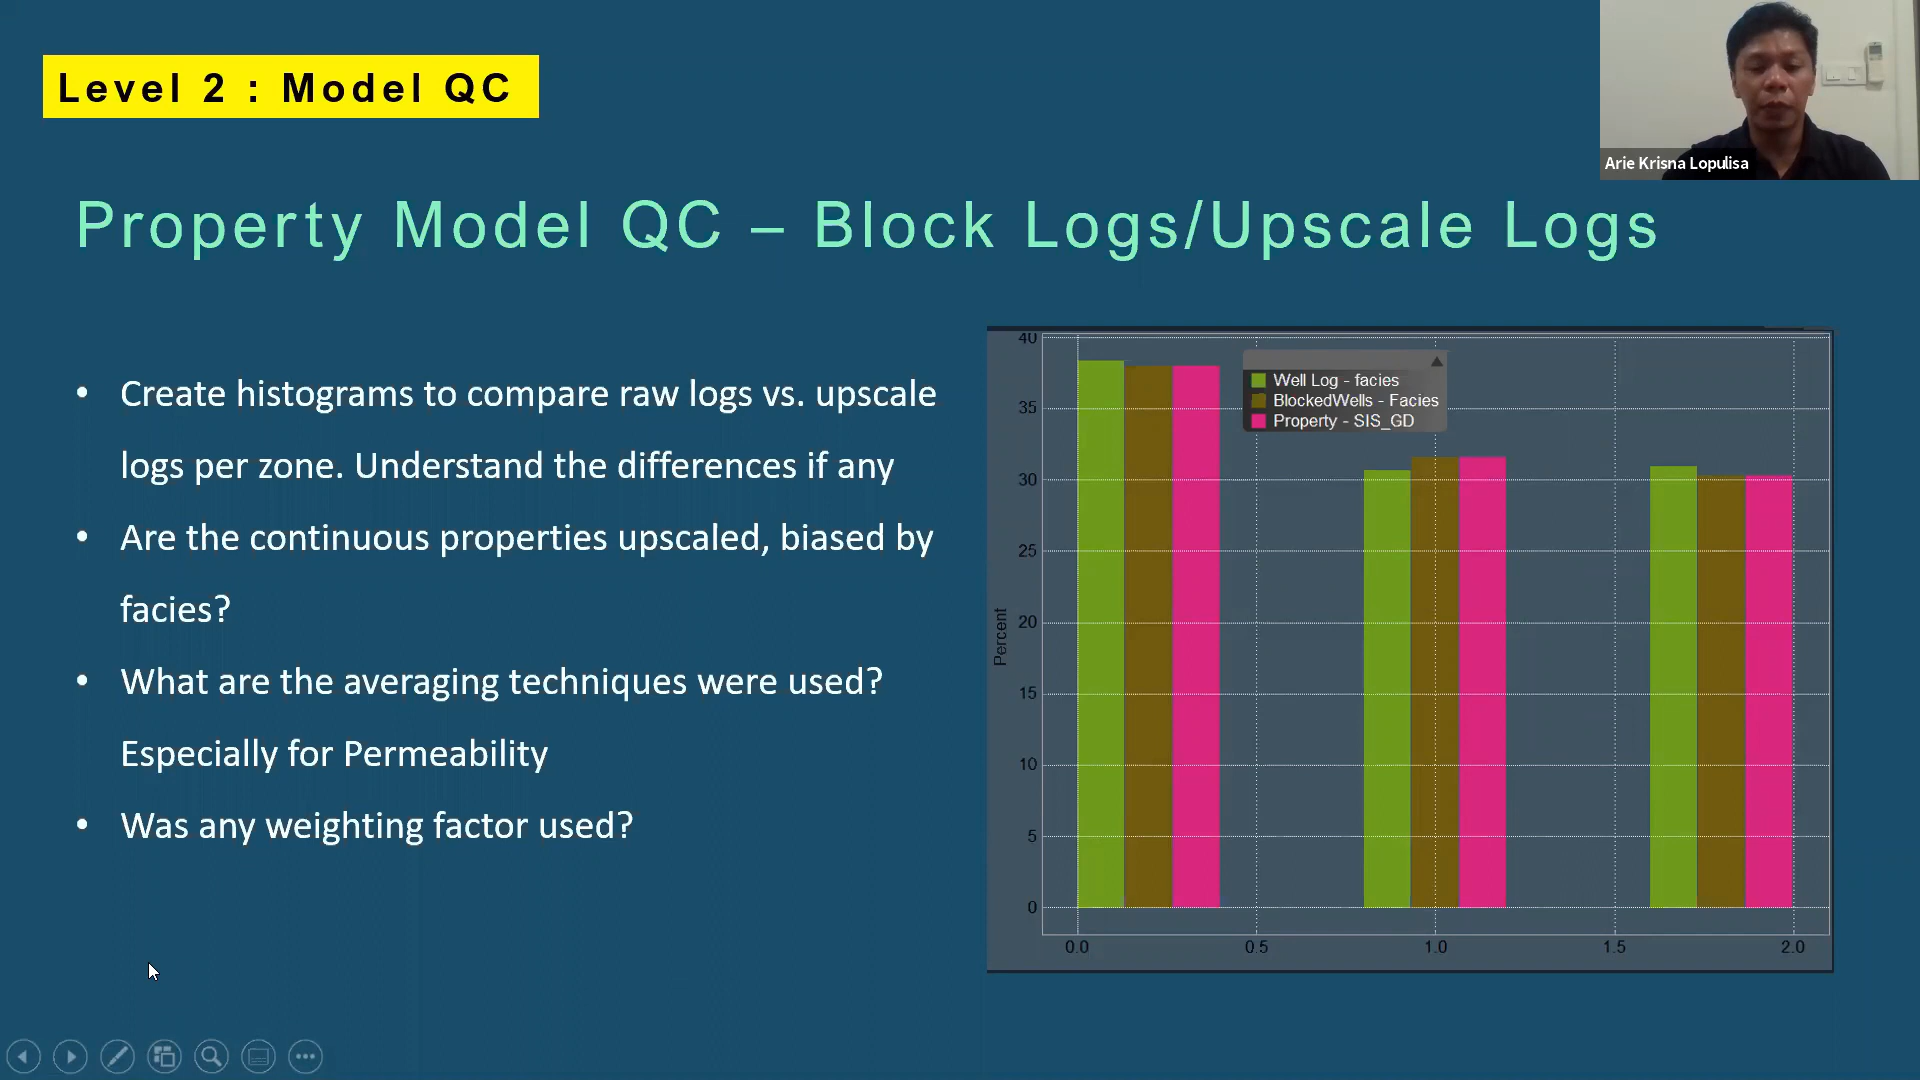 Level 2 : Model QC
Arie Krisna Lopulisa
Property Model QC – Block Logs/Upscale Logs
• Create histograms to compare raw logs vs. upscale
logs per zone. Understand the differences if any
• Are the continuous properties upscaled, biased by
facies?
• What are the averaging techniques were used?
Especially for Permeability
• Was any weighting factor used?
Well Log - facies
BlockedWells - Facies
Property - SIS_GD
Percent
40
35
30
25
20
15
10
5
0
0.0 0.5 1.0 1.5 2.0